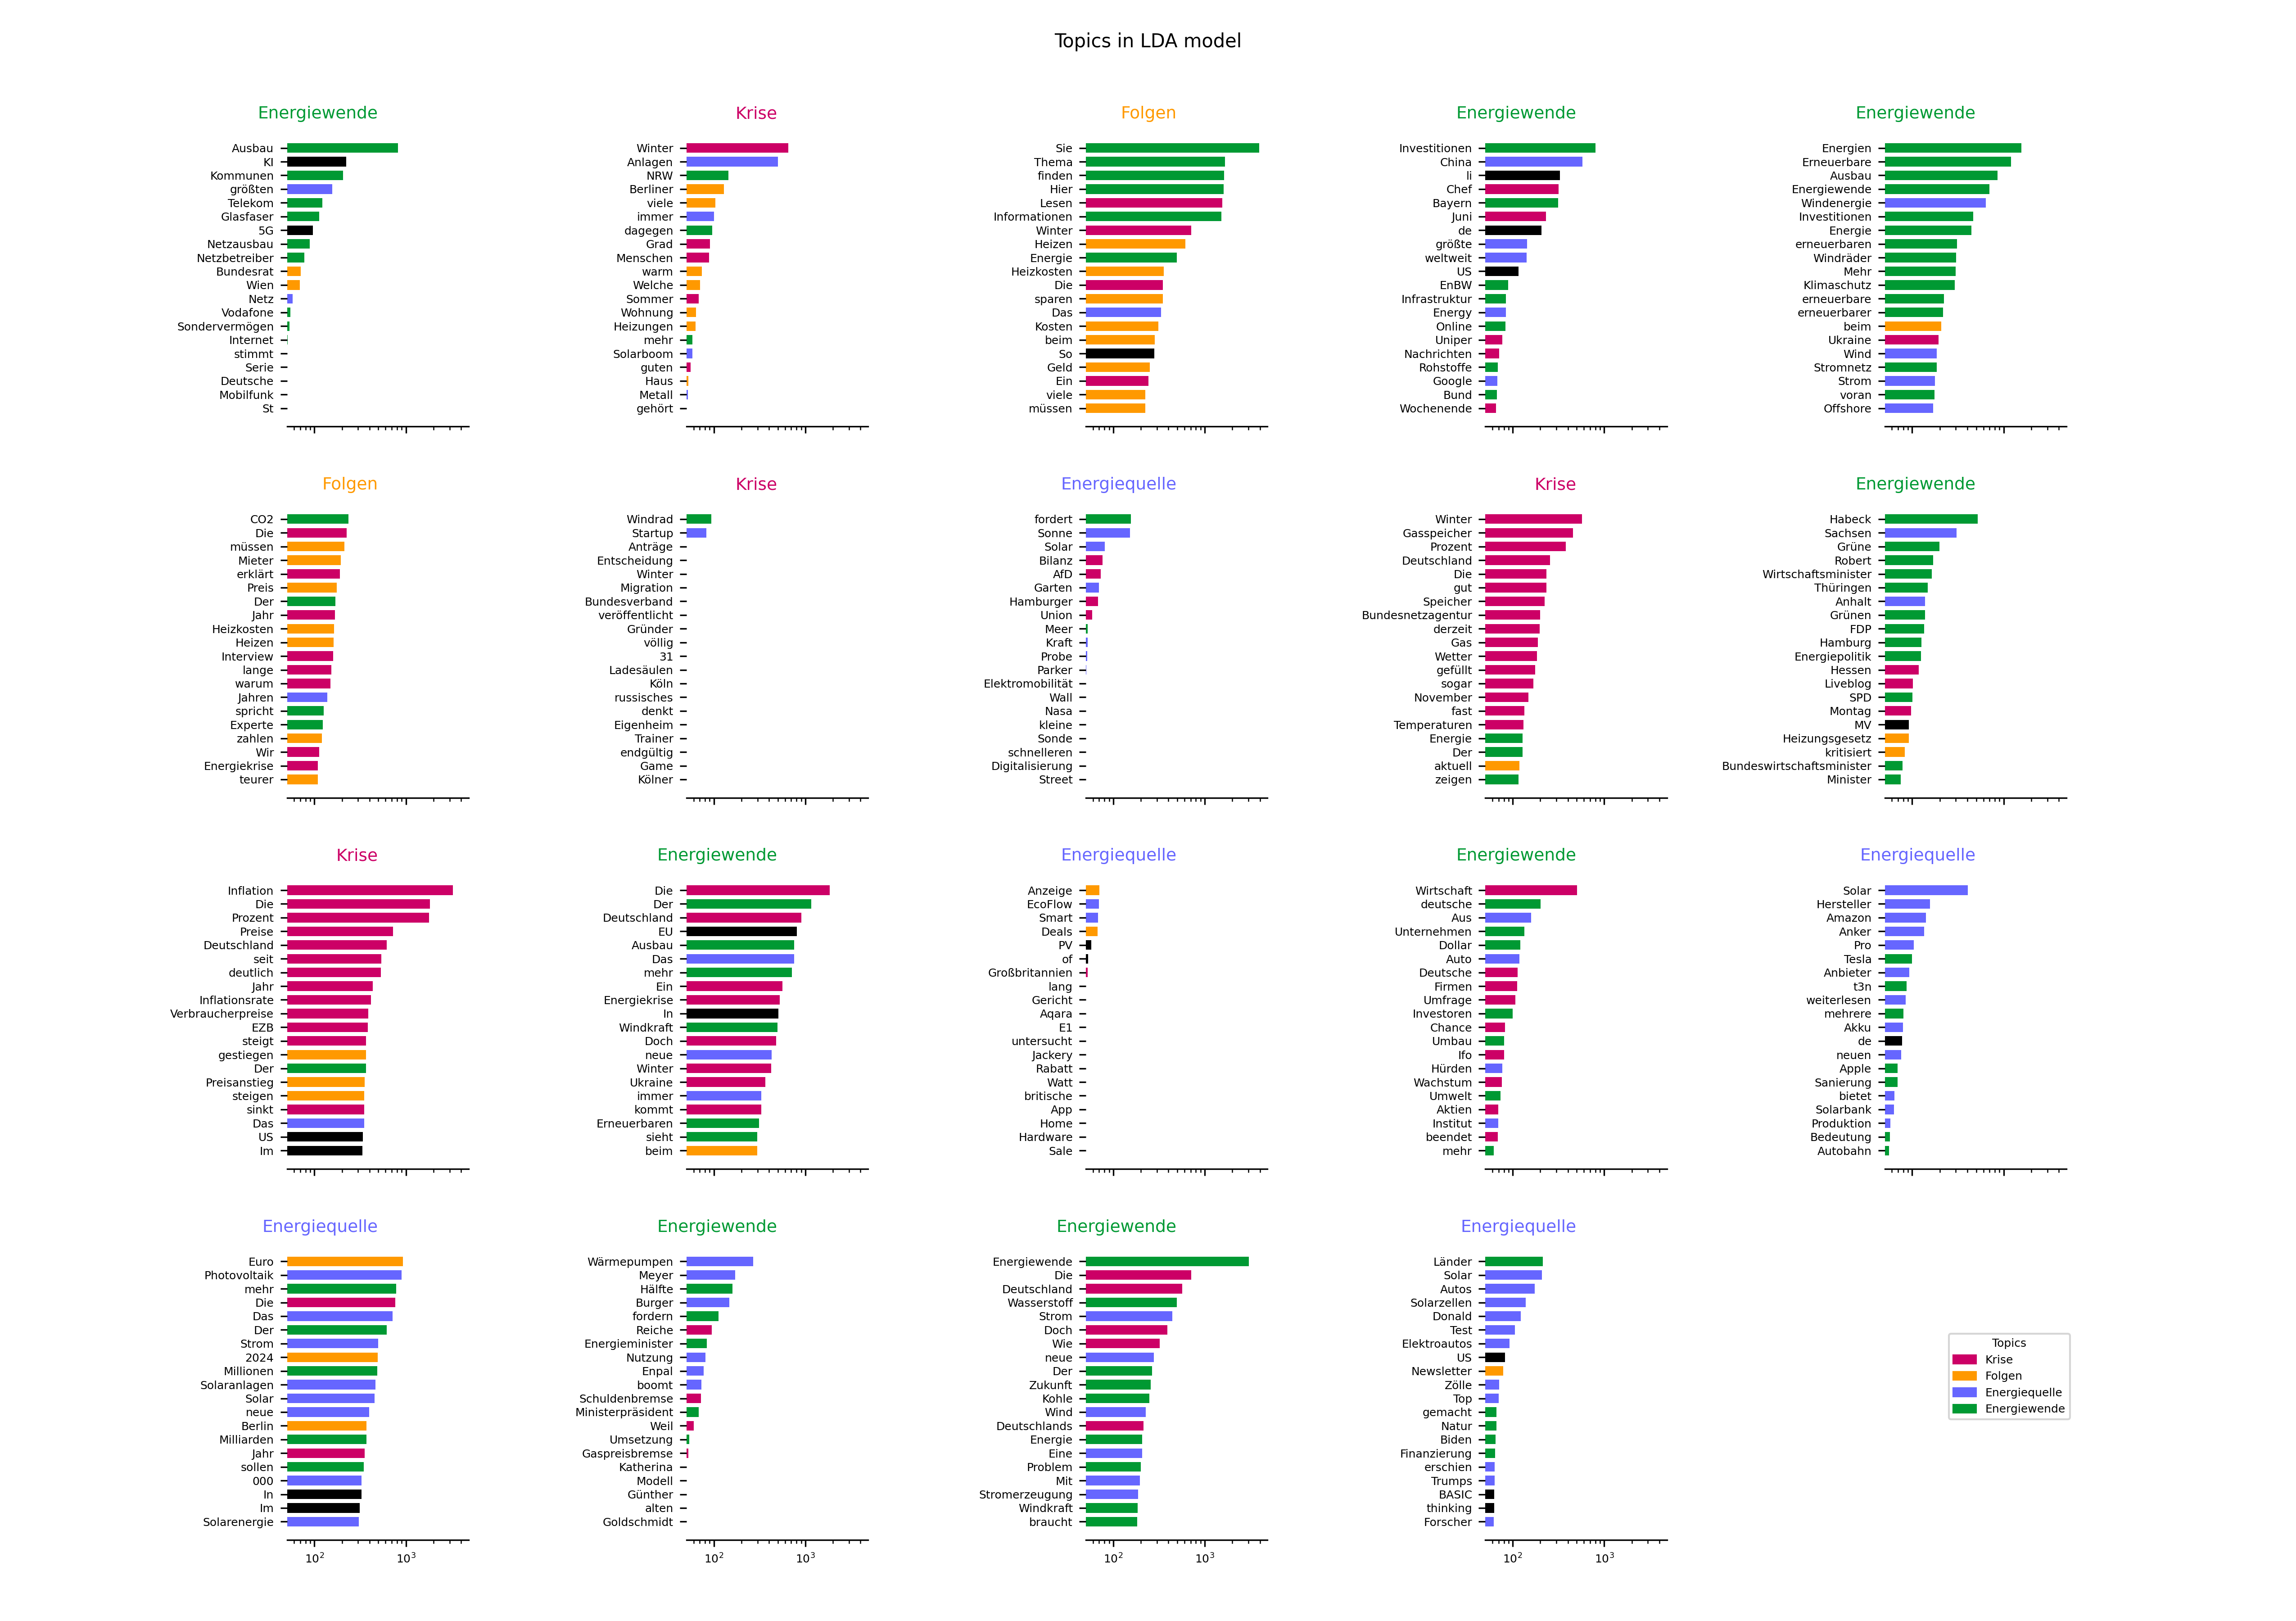 Topics in LDA model
Energiewende
Ausbau
KI
Kommunen
größten
Telekom
Glasfaser
5G
Netzausbau
Netzbetreiber
Bundesrat
Wien
Netz
Vodafone
Sondervermögen
Internet
stimmt
Serie
Deutsche
Mobilfunk
St
Krise
Winter
Anlagen
NRW
Berliner
viele
immer
dagegen
Grad
Menschen
warm
Welche
Sommer
Wohnung
Heizungen
mehr
Solarboom
guten
Haus
Metall
gehört
Folgen
Sie
Thema
finden
Hier
Lesen
Informationen
Winter
Heizen
Energie
Heizkosten
Die
sparen
Das
Kosten
beim
So
Geld
Ein
viele
müssen
Energiewende
Investitionen
China
li
Chef
Bayern
Juni
de
größte
weltweit
US
EnBW
Infrastruktur
Energy
Online
Uniper
Nachrichten
Rohstoffe
Google
Bund
Wochenende
Energiewende
Energien
Erneuerbare
Ausbau
Energiewende
Windenergie
Investitionen
Energie
erneuerbaren
Windräder
Mehr
Klimaschutz
erneuerbare
erneuerbarer
beim
Ukraine
Wind
Stromnetz
Strom
voran
Offshore
Folgen
CO2
Die
müssen
Mieter
erklärt
Preis
Der
Jahr
Heizkosten
Heizen
Interview
lange
warum
Jahren
spricht
Experte
zahlen
Wir
Energiekrise
teurer
Krise
Windrad
Startup
Anträge
Entscheidung
Winter
Migration
Bundesverband
veröffentlicht
Gründer
völlig
31
Ladesäulen
Köln
russisches
denkt
Eigenheim
Trainer
endgültig
Game
Kölner
Energiequelle
fordert
Sonne
Solar
Bilanz
AfD
Garten
Hamburger
Union
Meer
Kraft
Probe
Parker
Elektromobilität
Wall
Nasa
kleine
Sonde
schnelleren
Digitalisierung
Street
Krise
Winter
Gasspeicher
Prozent
Deutschland
Die
gut
Speicher
Bundesnetzagentur
derzeit
Gas
Wetter
gefüllt
sogar
November
fast
Temperaturen
Energie
Der
aktuell
zeigen
Energiewende
Habeck
Sachsen
Grüne
Robert
Wirtschaftsminister
Thüringen
Anhalt
Grünen
FDP
Hamburg
Energiepolitik
Hessen
Liveblog
SPD
Montag
MV
Heizungsgesetz
kritisiert
Bundeswirtschaftsminister
Minister
Krise
Inflation
Die
Prozent
Preise
Deutschland
seit
deutlich
Jahr
Inflationsrate
Verbraucherpreise
EZB
steigt
gestiegen
Der
Preisanstieg
steigen
sinkt
Das
US
Im
Energiewende
Die
Der
Deutschland
EU
Ausbau
Das
mehr
Ein
Energiekrise
In
Windkraft
Doch
neue
Winter
Ukraine
immer
kommt
Erneuerbaren
sieht
beim
Energiequelle
Anzeige
EcoFlow
Smart
Deals
PV
of
Großbritannien
lang
Gericht
Aqara
E1
untersucht
Jackery
Rabatt
Watt
britische
App
Home
Hardware
Sale
Energiewende
Wirtschaft
deutsche
Aus
Unternehmen
Dollar
Auto
Deutsche
Firmen
Umfrage
Investoren
Chance
Umbau
Ifo
Hürden
Wachstum
Umwelt
Aktien
Institut
beendet
mehr
Energiequelle
Solar
Hersteller
Amazon
Anker
Pro
Tesla
Anbieter
t3n
weiterlesen
mehrere
Akku
de
neuen
Apple
Sanierung
bietet
Solarbank
Produktion
Bedeutung
Autobahn
Energiequelle
Euro
Photovoltaik
mehr
Die
Das
Der
Strom
2024
Millionen
Solaranlagen
Solar
neue
Berlin
Milliarden
Jahr
sollen
000
In
Im
Solarenergie
10² 10³
Energiewende
Wärmepumpen
Meyer
Hälfte
Burger
fordern
Reiche
Energieminister
Nutzung
Enpal
boomt
Schuldenbremse
Ministerpräsident
Weil
Umsetzung
Gaspreisbremse
Katherina
Modell
Günther
alten
Goldschmidt
10² 10³
Energiewende
Energiewende
Die
Deutschland
Wasserstoff
Strom
Doch
Wie
neue
Der
Zukunft
Kohle
Wind
Deutschlands
Energie
Eine
Problem
Mit
Stromerzeugung
Windkraft
braucht
10² 10³
Energiequelle
Länder
Solar
Autos
Solarzellen
Donald
Test
Elektroautos
US
Newsletter
Zölle
Top
gemacht
Natur
Biden
Finanzierung
erschien
Trumps
BASIC
thinking
Forscher
10² 10³
Topics
Krise
Folgen
Energiequelle
Energiewende